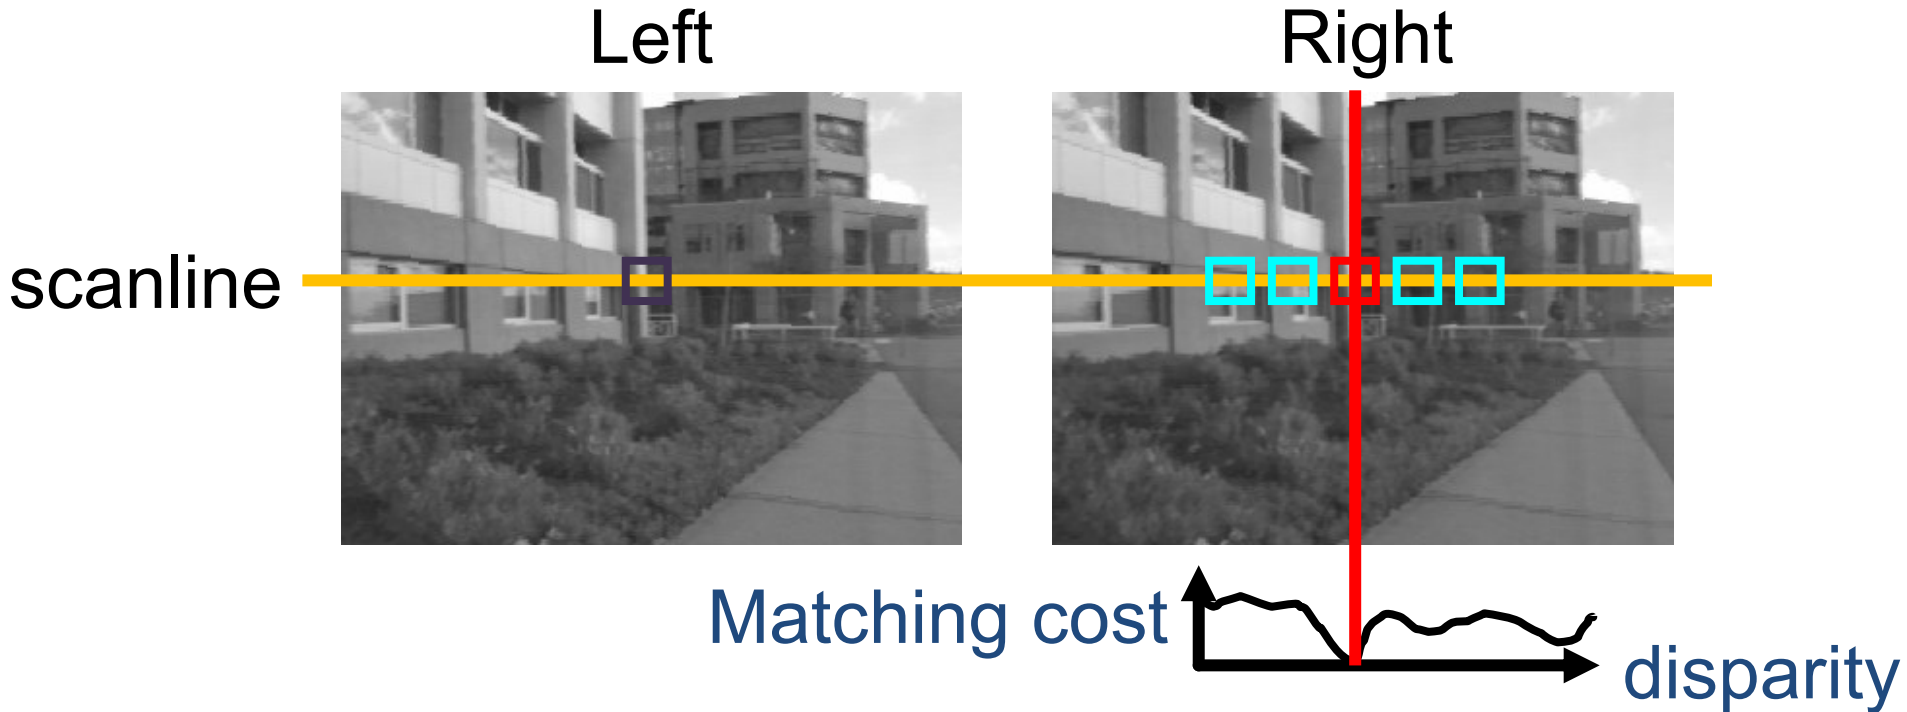 Left
Right
scanline
Matching cost
disparity